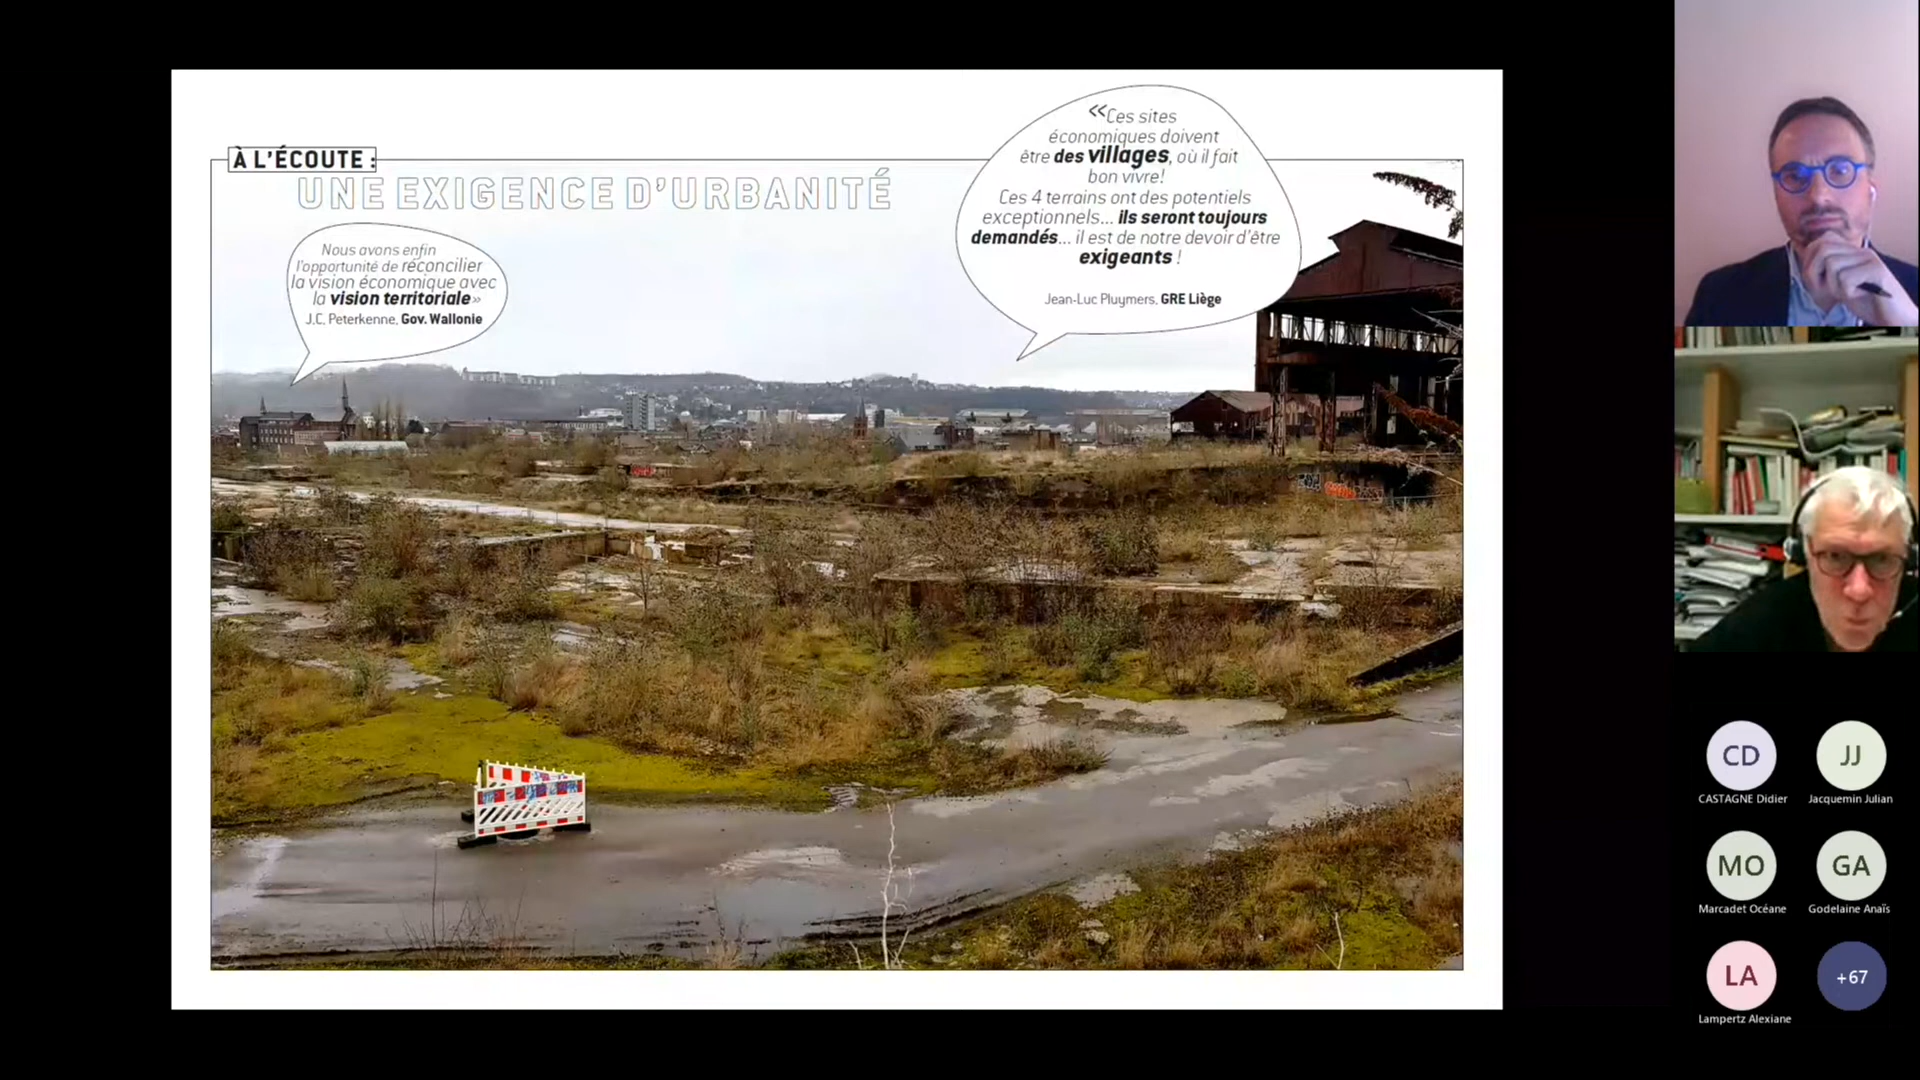 À L'ÉCOUTE :
UNE EXIGENCE D'URBANITÉ
Nous avons enfin
l'opportunité de réconcilier
la vision économique avec
la vision territoriale»
J.C. Peterkenne, Gov. Wallonie
«Ces sites
économiques doivent
être des villages, où il fait
bon vivre!
Ces 4 terrains ont des potentiels
exceptionnels... ils seront toujours
demandés... il est de notre devoir d'être
exigeants !
Jean-Luc Pluymers, GRE Liège
CD
CASTAGNE Didier
JJ
Jacquemin Julian
MO
Marcadet Océane
GA
Godelaine Anaïs
LA
Lampertz Alexiane
+67